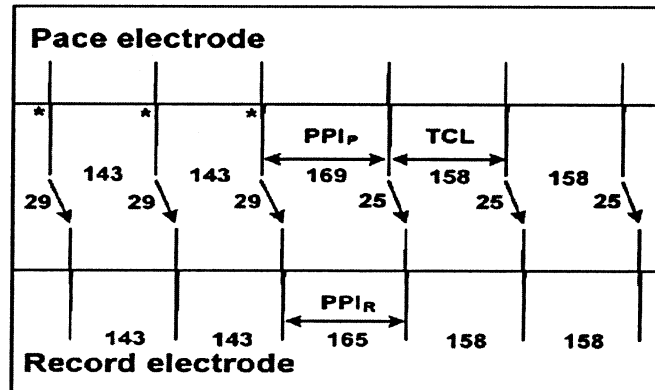 Pace electrode
* * *
PPIP TCL
143 143 169 158 158
29 29 29 25 25 25
PPIR
143 143 165 158 158
Record electrode